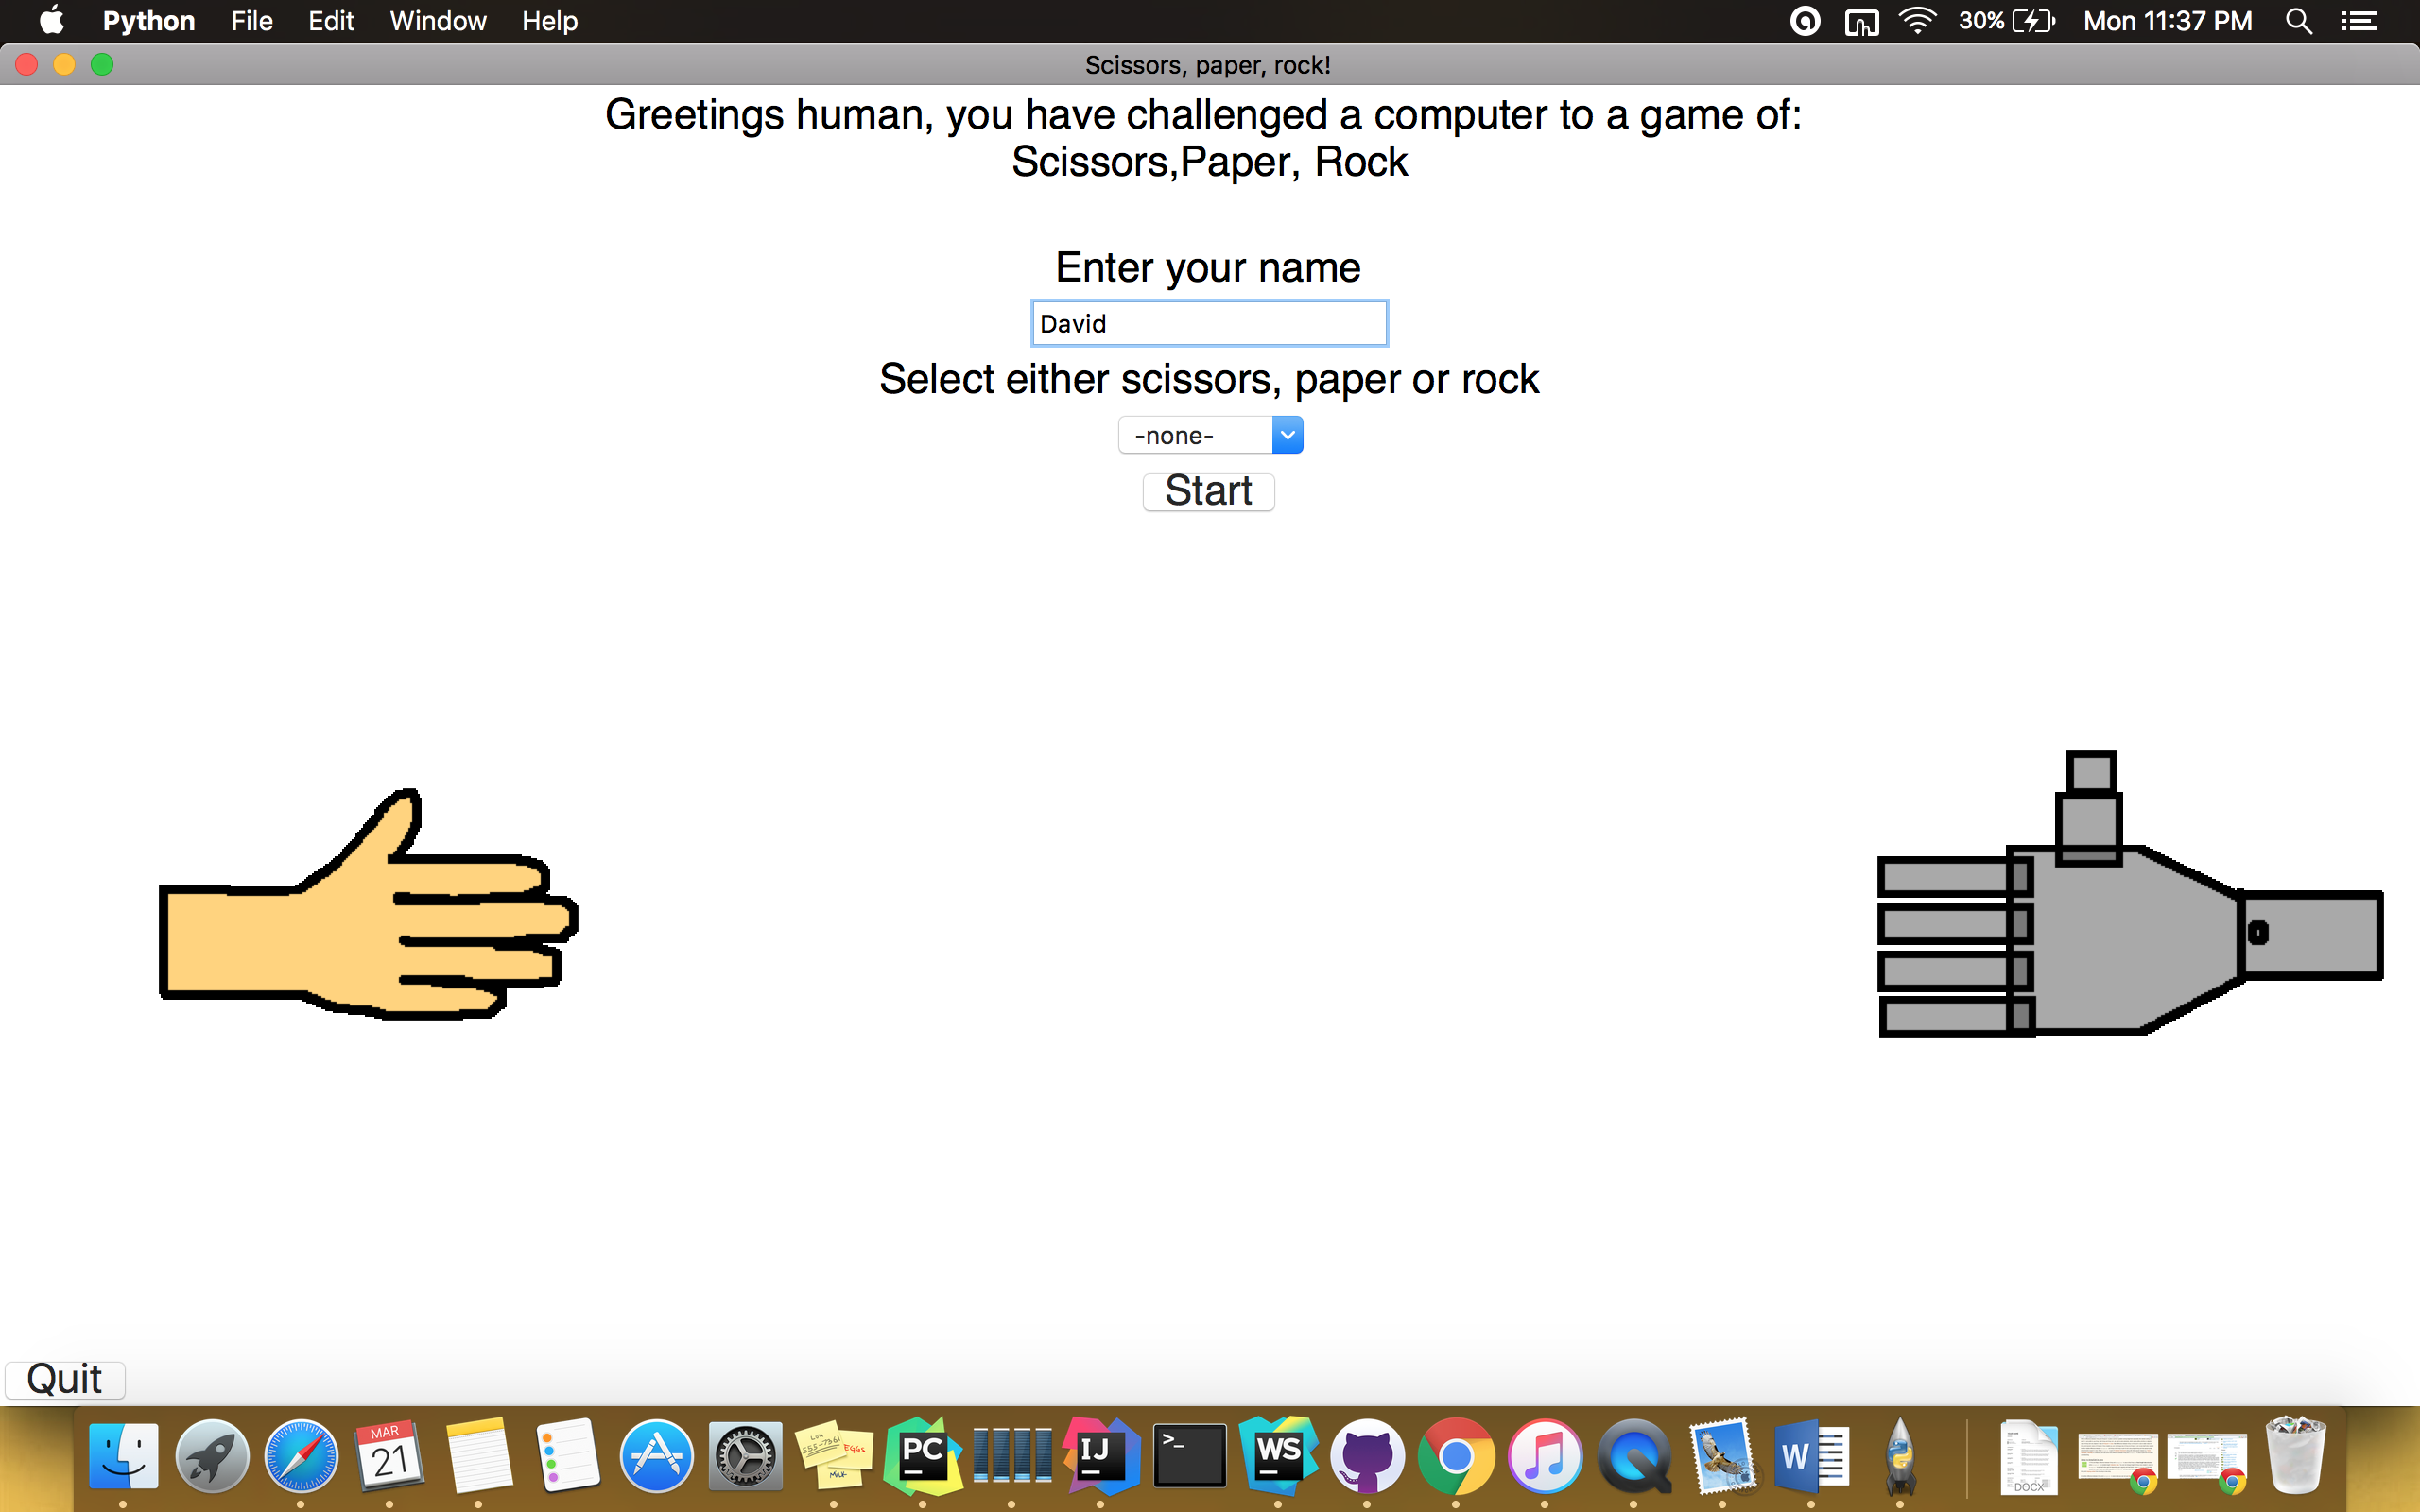 Python File Edit Window Help 30% Mon 11:37 PM
Scissors, paper, rock!
Greetings human, you have challenged a computer to a game of:
Scissors,Paper, Rock
Enter your name
David
Select either scissors, paper or rock
-none-
Start
Quit
MAR
21
PC
IJ
>_
WS
W
DOCX